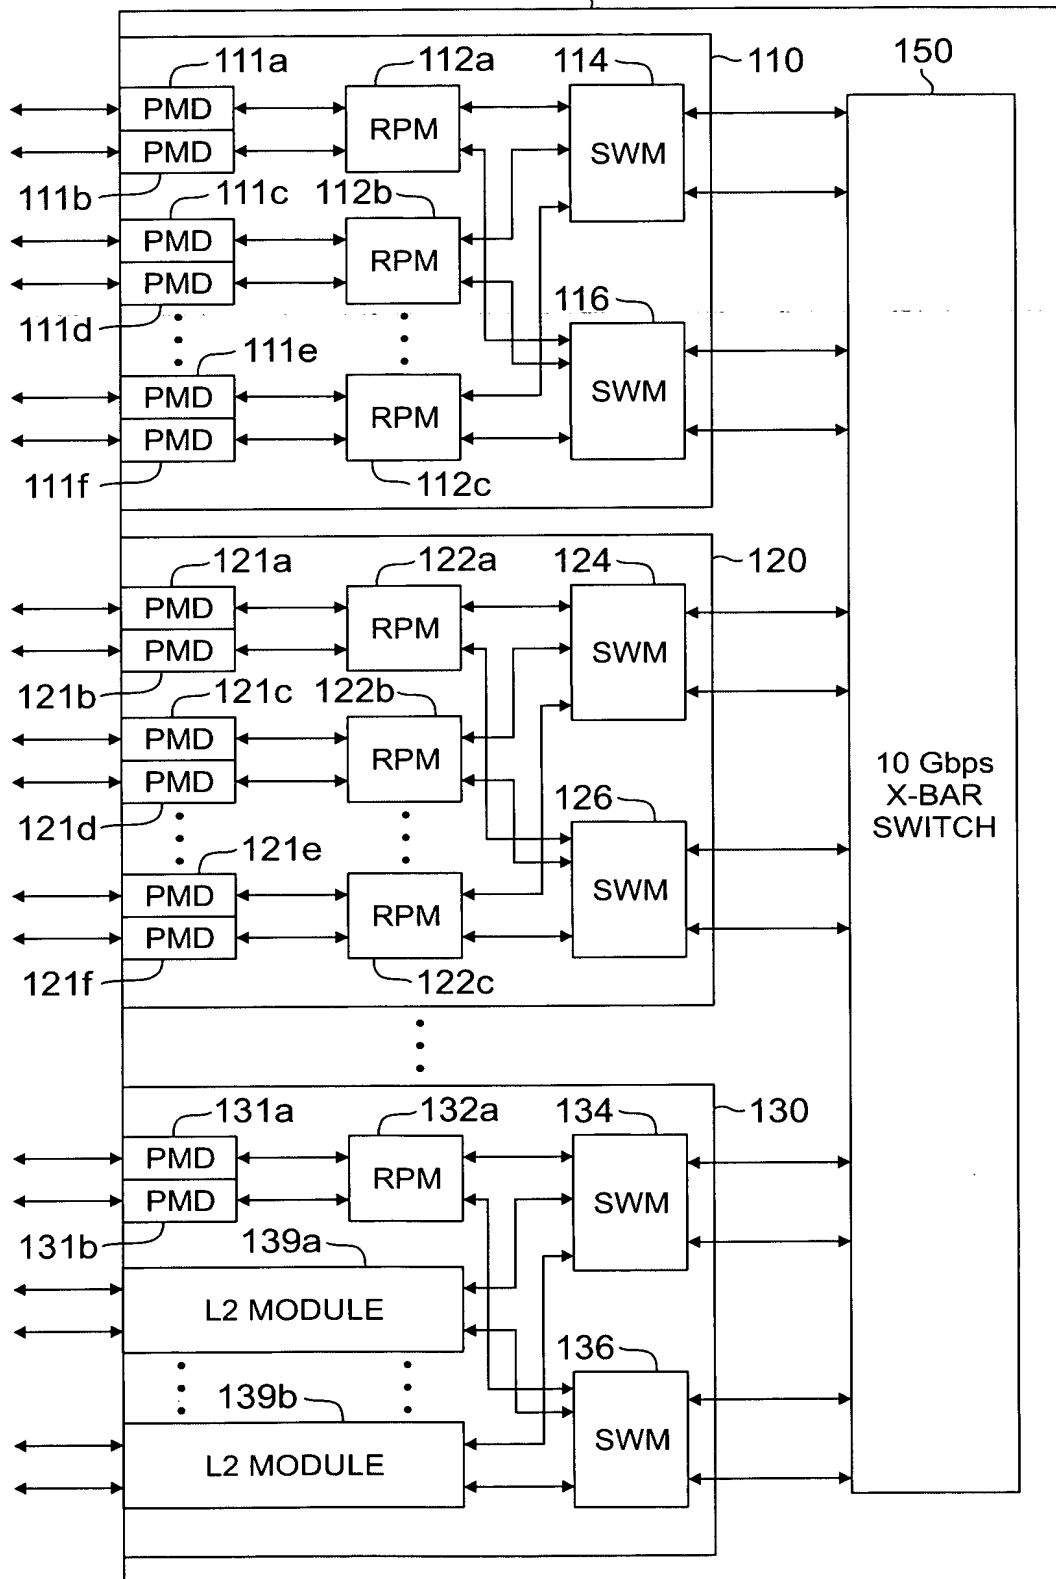 111a 112a 114 110 150
PMD
PMD
RPM
SWM
111b 111c 112b
PMD
PMD
RPM
111d 111e 116
PMD
PMD
RPM
SWM
111f 112c
121a 122a 124 120
PMD
PMD
RPM
SWM
121b 121c 122b
PMD
PMD
RPM
10 Gbps
X-BAR
SWITCH
121d 121e 126
PMD
PMD
RPM
SWM
121f 122c
131a 132a 134 130
PMD
PMD
RPM
SWM
131b 139a
L2 MODULE
136
139b
L2 MODULE
SWM